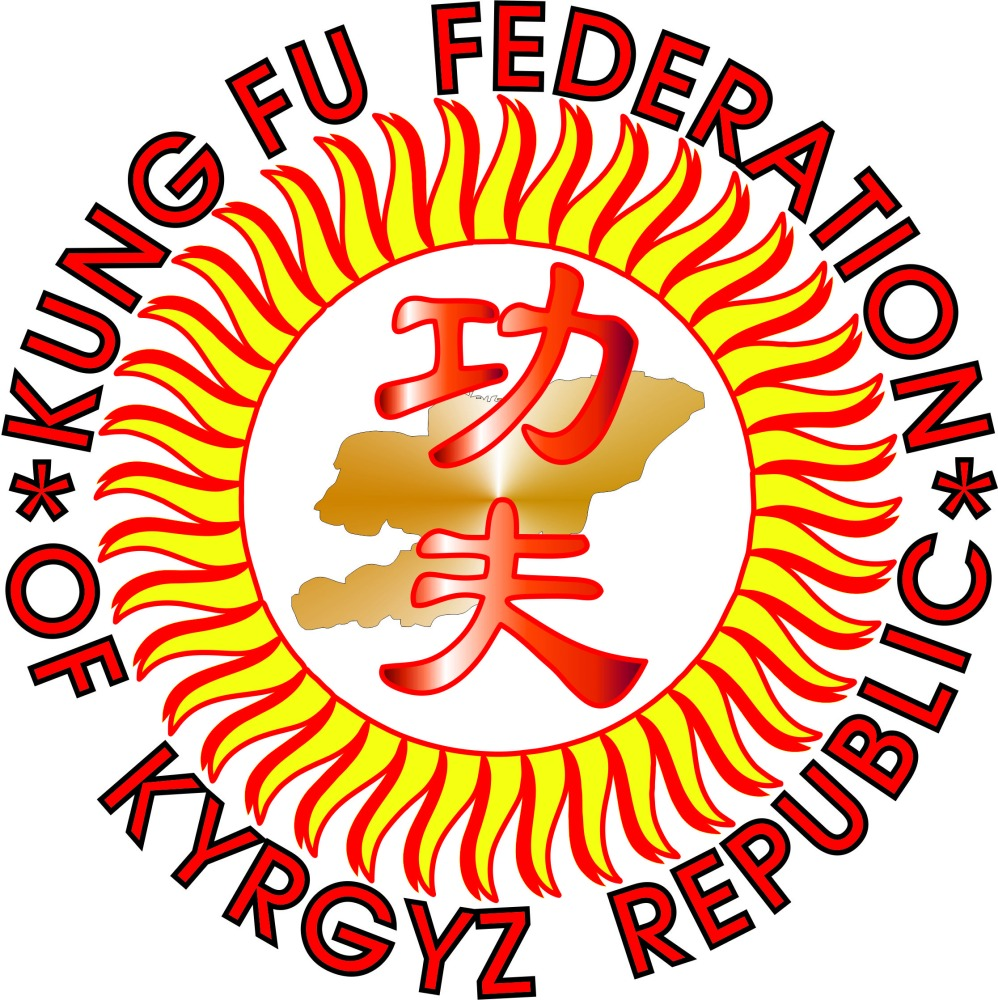 *KUNG FU FEDERATION*
OF KYRGYZ REPUBLIC
功
夫